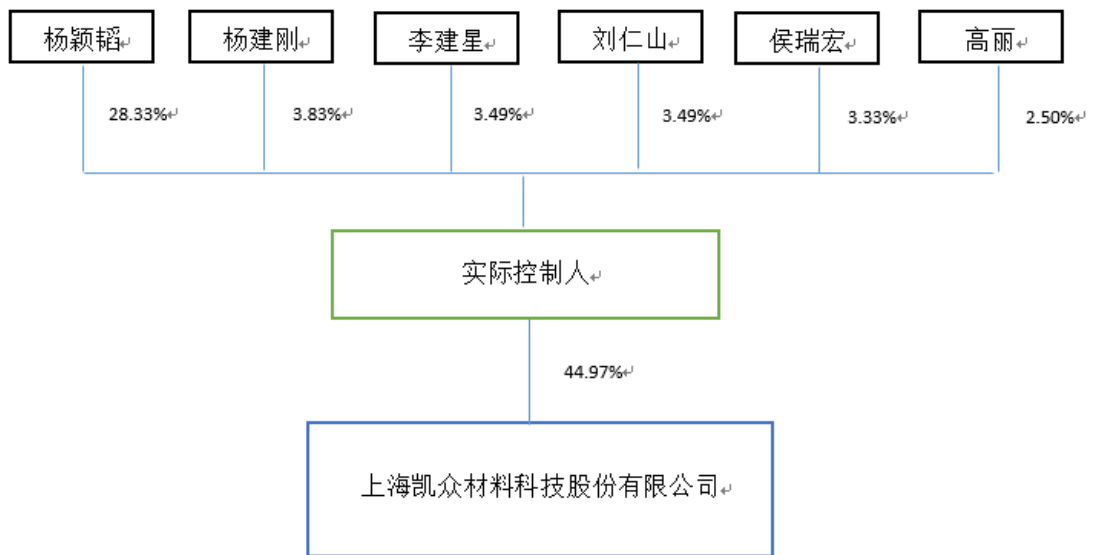 杨颖韬
杨建刚
李建星
刘仁山
侯瑞宏
高丽
28.33%
3.83%
3.49%
3.49%
3.33%
2.50%
实际控制人
44.97%
上海凯众材料科技股份有限公司